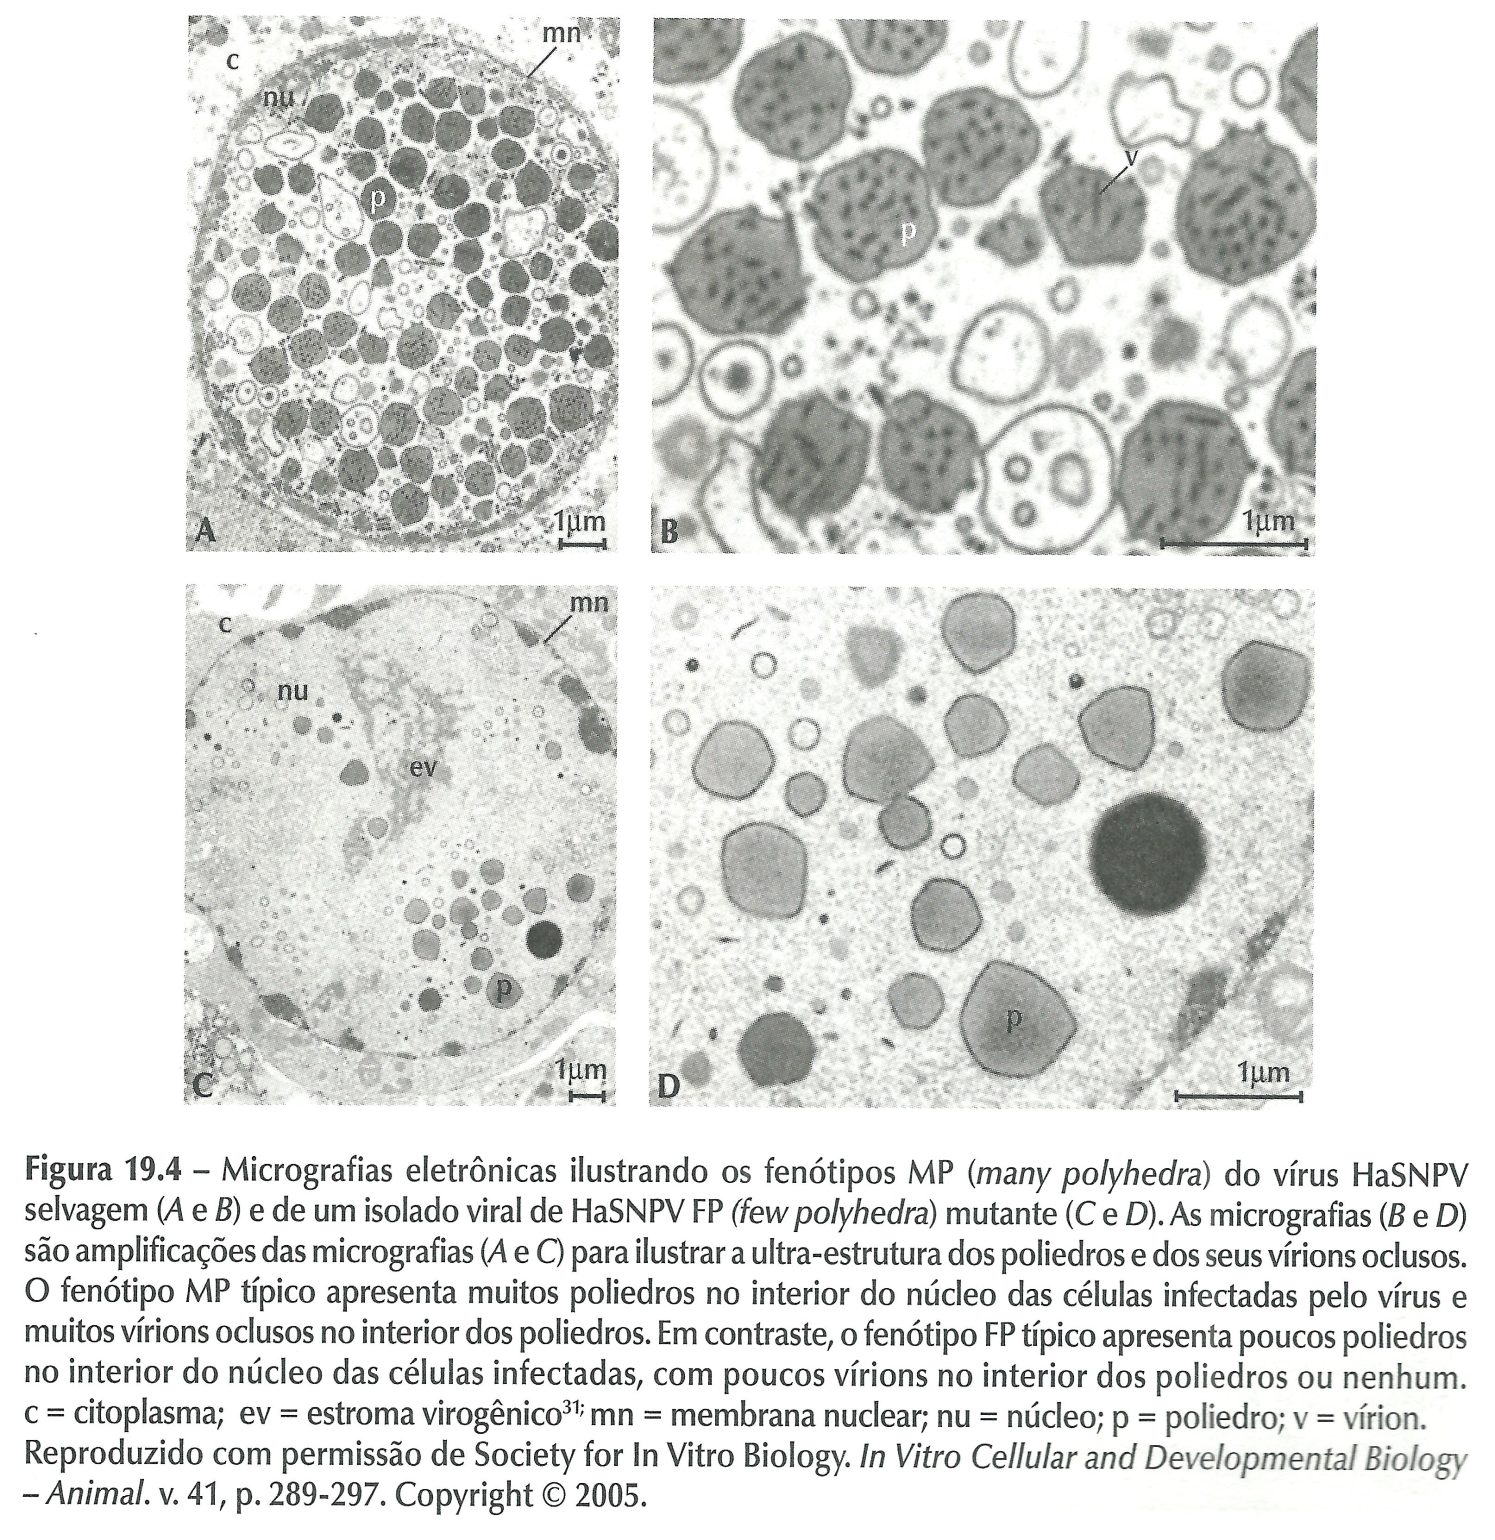 mn
c
nu
p
A
1µm
v
p
B
1µm
mn
c
nu
ev
p
C
1µm
p
D
1µm
Figura 19.4 – Micrografias eletrônicas ilustrando os fenótipos MP (many polyhedra) do vírus HaSNPV
selvagem (A e B) e de um isolado viral de HaSNPV FP (few polyhedra) mutante (C e D). As micrografias (B e D)
são amplificações das micrografias (A e C) para ilustrar a ultra-estrutura dos poliedros e dos seus vírions oclusos.
O fenótipo MP típico apresenta muitos poliedros no interior do núcleo das células infectadas pelo vírus e
muitos vírions oclusos no interior dos poliedros. Em contraste, o fenótipo FP típico apresenta poucos poliedros
no interior do núcleo das células infectadas, com poucos vírions no interior dos poliedros ou nenhum.
c = citoplasma; ev = estroma virogênico³¹; mn = membrana nuclear; nu = núcleo; p = poliedro; v = vírion.
Reproduzido com permissão de Society for In Vitro Biology. In Vitro Cellular and Developmental Biology
– Animal. v. 41, p. 289-297. Copyright © 2005.